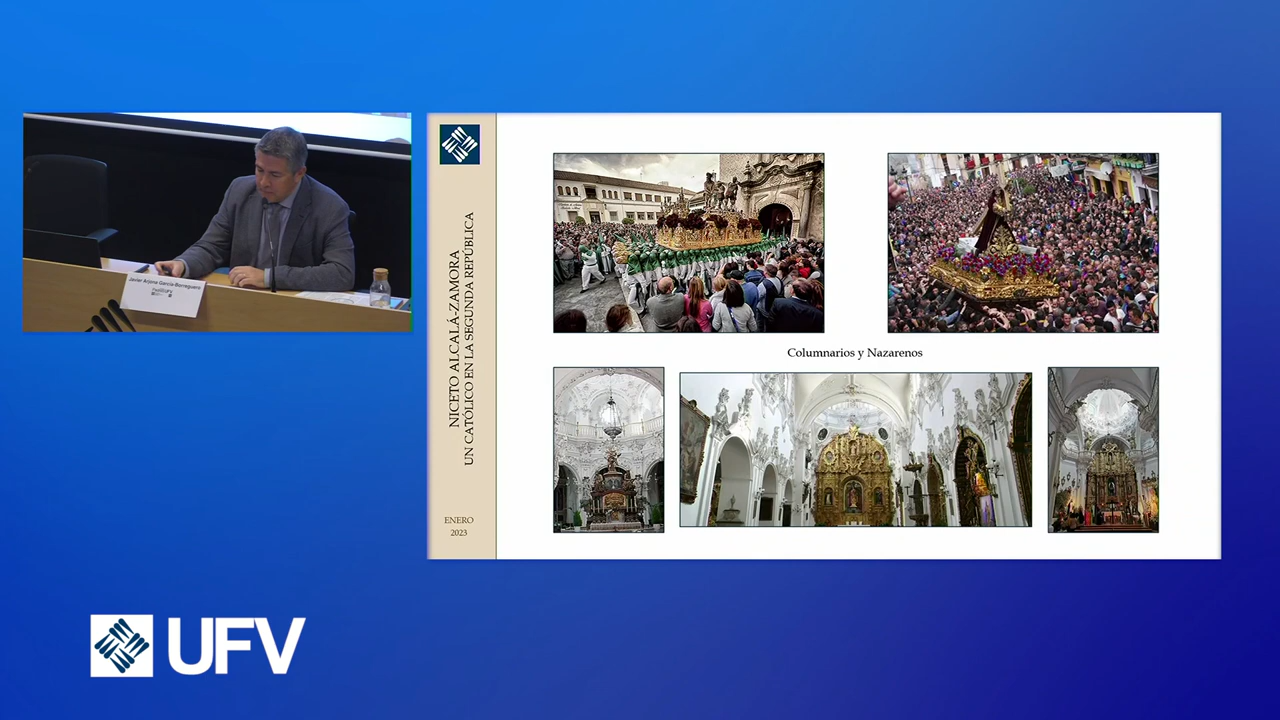 Javier Arjona García-Borreguero
NICETO ALCALÁ-ZAMORA
UN CATÓLICO EN LA SEGUNDA REPÚBLICA
ENERO
2023
Columnarios y Nazarenos
UFV